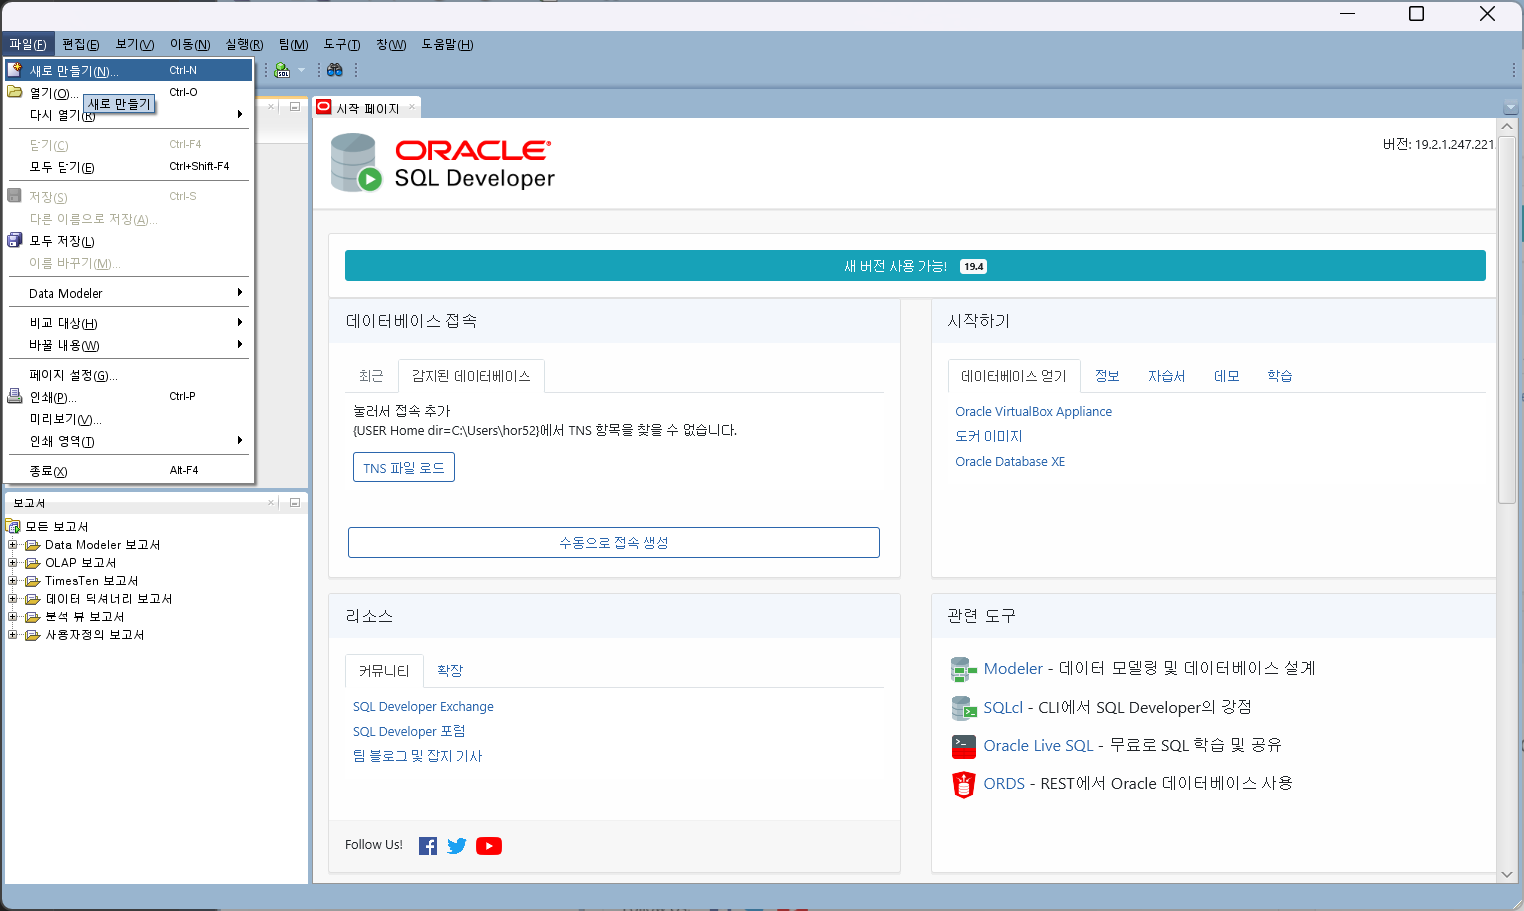 파일(F) 편집(E) 보기(V) 이동(N) 실행(R) 팀(M) 도구(T) 창(W) 도움말(H)
새로 만들기(N)... Ctrl-N
열기(O)... Ctrl-O
새로 만들기
다시 열기(R)
닫기(C) Ctrl-F4
모두 닫기(E) Ctrl+Shift-F4
저장(S) Ctrl-S
다른 이름으로 저장(A)...
모두 저장(L)
이름 바꾸기(M)...
Data Modeler
비교 대상(H)
바꿀 내용(W)
페이지 설정(G)...
인쇄(P)... Ctrl-P
미리보기(V)...
인쇄 영역(T)
종료(X) Alt-F4
보고서
모든 보고서
Data Modeler 보고서
OLAP 보고서
TimesTen 보고서
데이터 딕셔너리 보고서
분석 뷰 보고서
사용자정의 보고서
시작 페이지
ORACLE
SQL Developer
버전: 19.2.1.247.221
새 버전 사용 가능! 19.4
데이터베이스 접속
최근 감지된 데이터베이스
눌러서 접속 추가
{USER Home dir=C:\Users\hor52}에서 TNS 항목을 찾을 수 없습니다.
TNS 파일 로드
수동으로 접속 생성
시작하기
데이터베이스 얻기 정보 자습서 데모 학습
Oracle VirtualBox Appliance
도커 이미지
Oracle Database XE
리소스
커뮤니티 확장
SQL Developer Exchange
SQL Developer 포럼
팀 블로그 및 잡지 기사
Follow Us!
관련 도구
Modeler - 데이터 모델링 및 데이터베이스 설계
SQLcl - CLI에서 SQL Developer의 강점
Oracle Live SQL - 무료로 SQL 학습 및 공유
ORDS - REST에서 Oracle 데이터베이스 사용